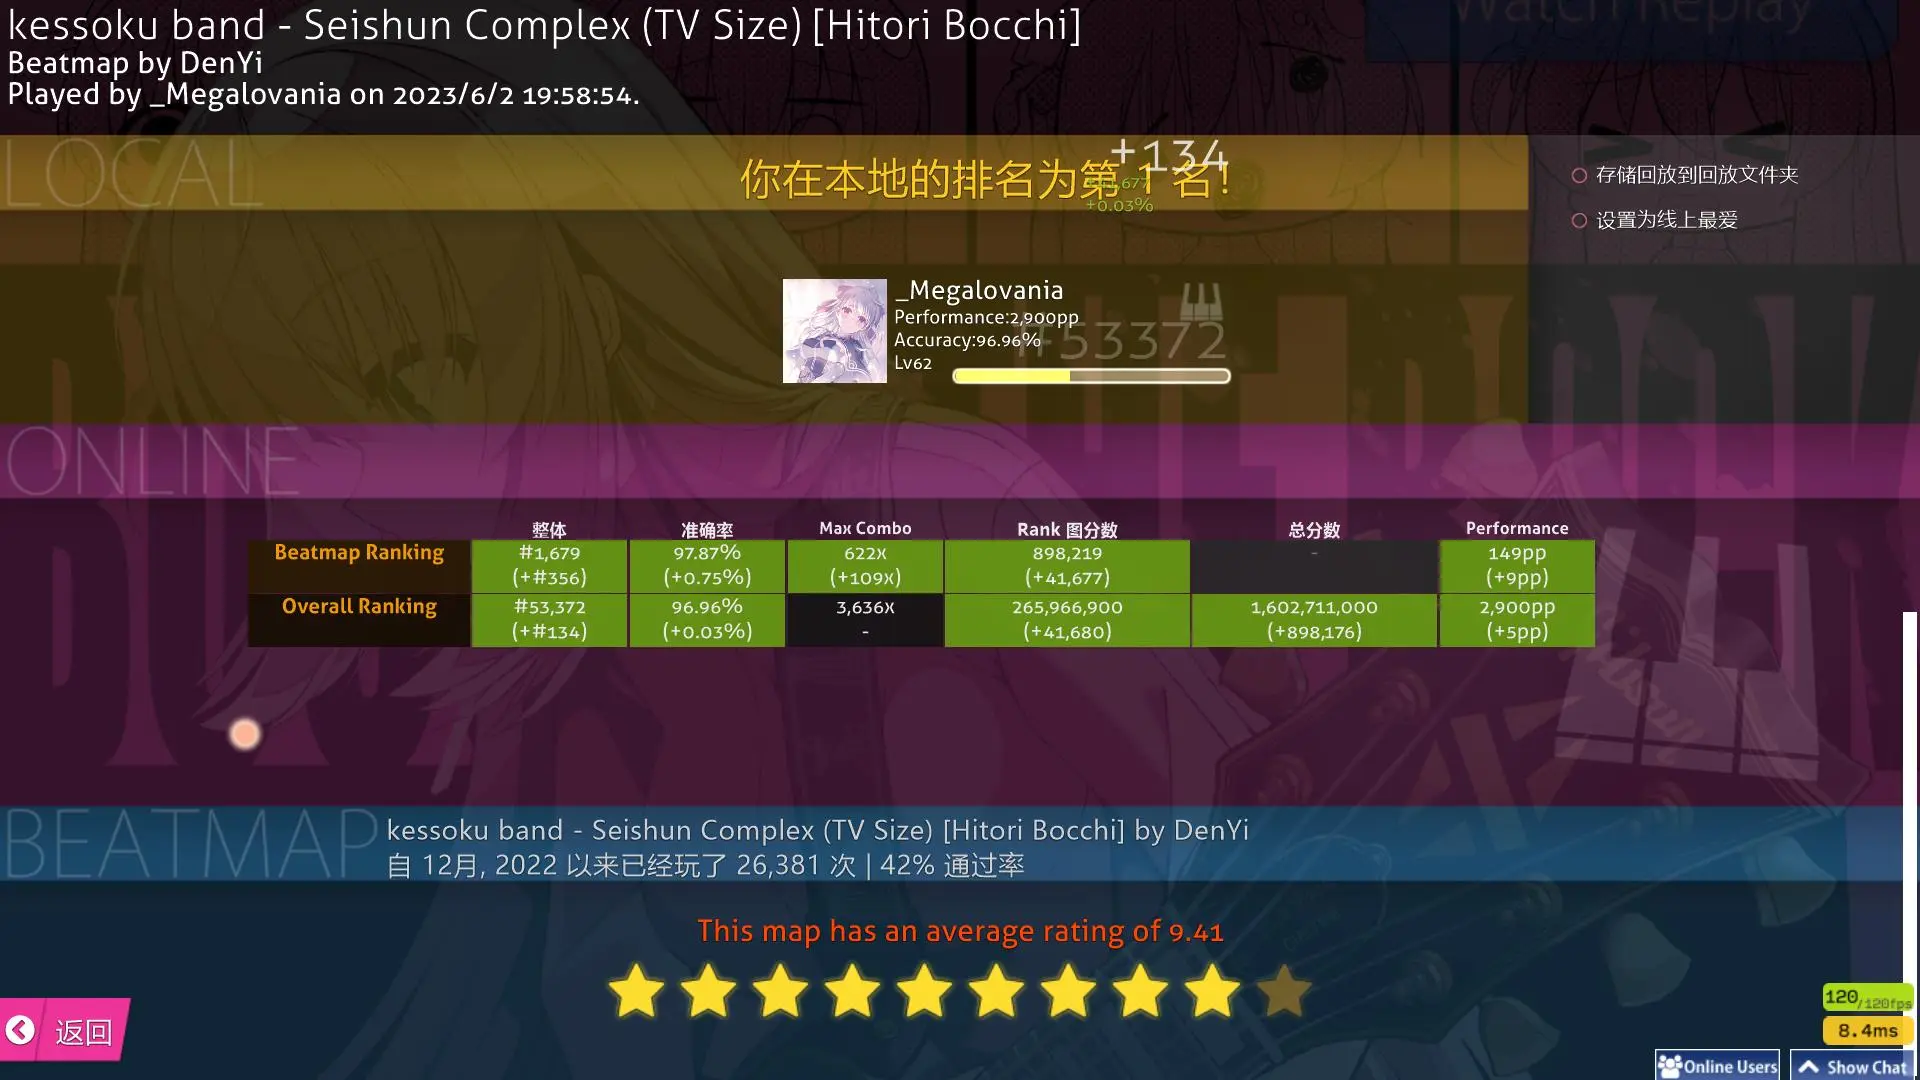 kessoku band - Seishun Complex (TV Size) [Hitori Bocchi]
Watch Replay
Beatmap by DenYi
Played by _Megalovania on 2023/6/2 19:58:54.
LOCAL
你在本地的排名为第 1 名!
+134
+41,677
+0.03%
存储回放到回放文件夹
设置为线上最爱
_Megalovania
Performance:2,900pp
Accuracy:96.96%
Lv62
#53372
ONLINE
整体 准确率 Max Combo Rank 图分数 总分数 Performance
Beatmap Ranking #1,679 97.87% 622x 898,219 - 149pp
(+#356) (+0.75%) (+109x) (+41,677) (+9pp)
Overall Ranking #53,372 96.96% 3,636x 265,966,900 1,602,711,000 2,900pp
(+#134) (+0.03%) - (+41,680) (+898,176) (+5pp)
BEATMAP
kessoku band - Seishun Complex (TV Size) [Hitori Bocchi] by DenYi
自 12月, 2022 以来已经玩了 26,381 次 | 42% 通过率
This map has an average rating of 9.41
返回
120/120fps
8.4ms
Online Users
Show Chat